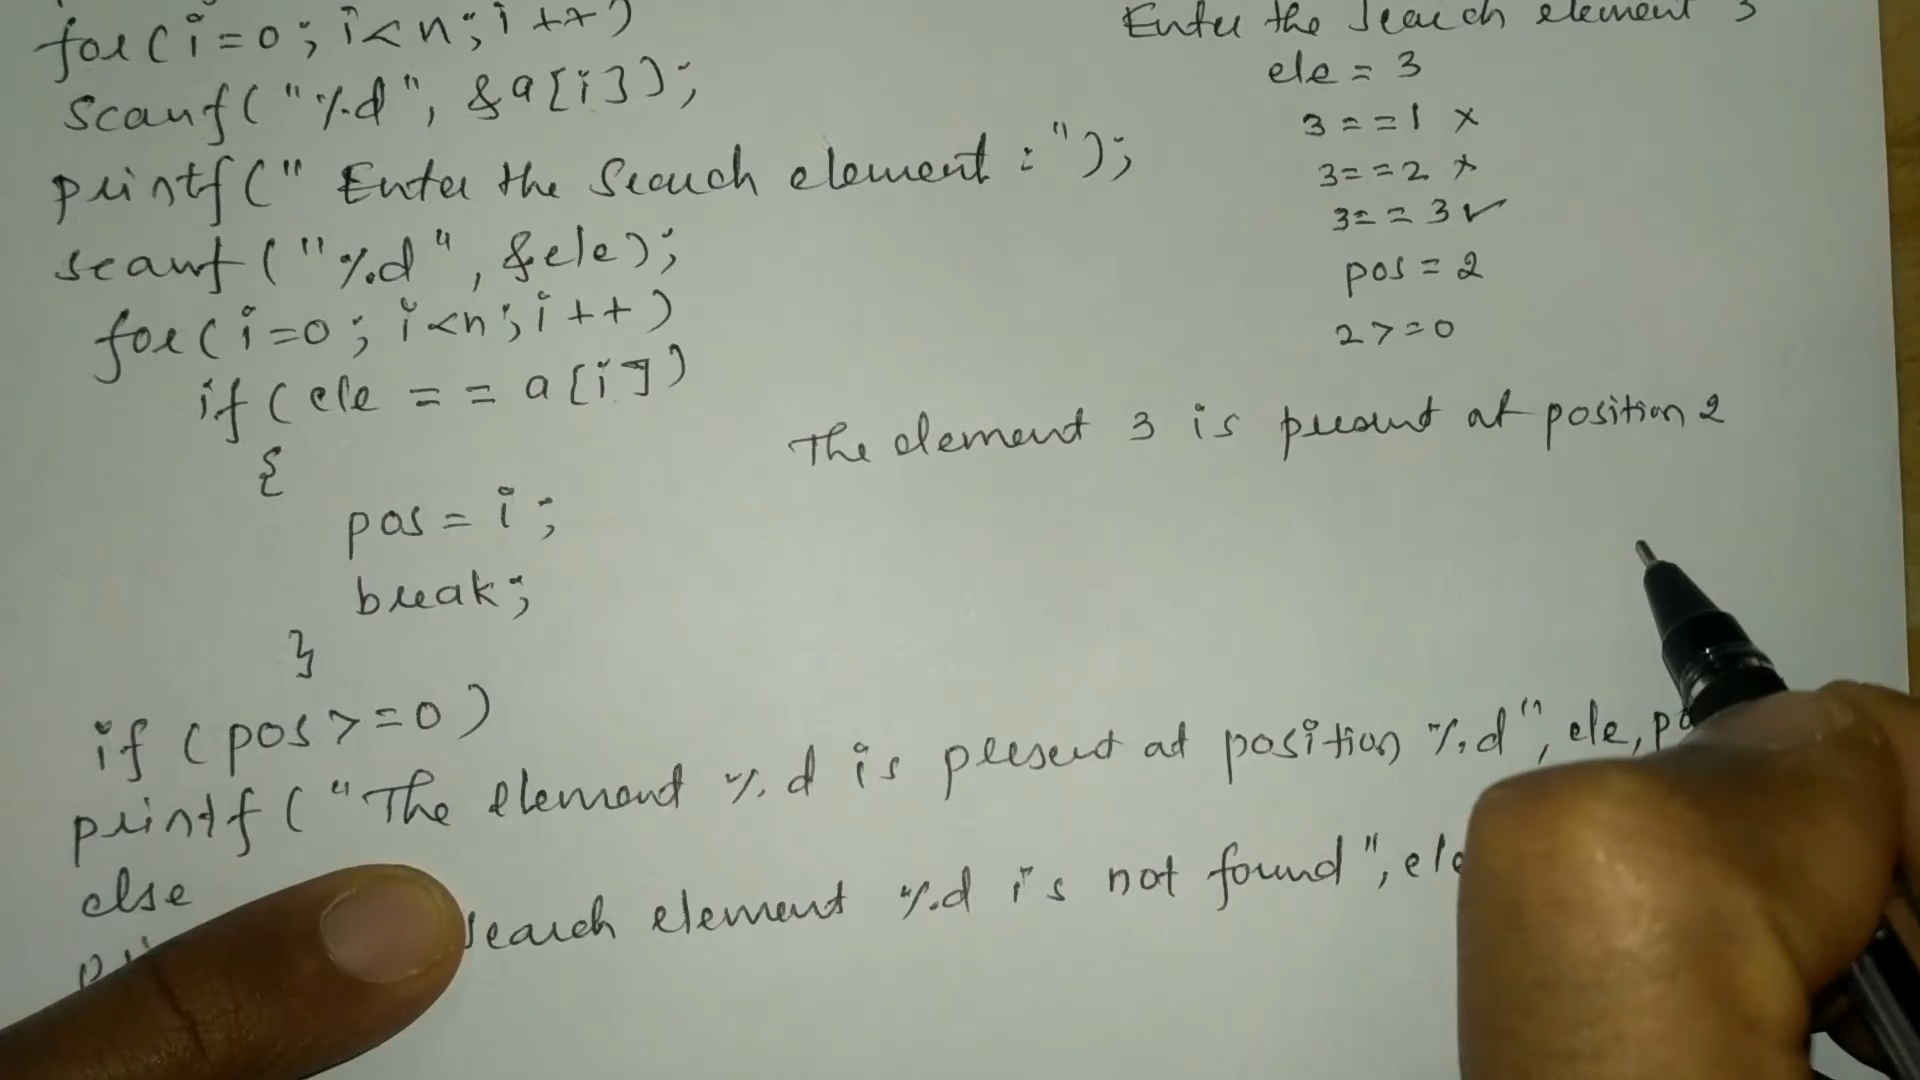 for(i=0; i<n; i++)
scanf("%d", &a[i]);
printf(" Enter the Search element :");
scanf("%d", &ele);
for(i=0; i<n; i++)
if(ele == a[i])
{
pos = i;
break;
}
if (pos>=0)
printf("The element %d is present at position %d", ele,
else
search element %d is not found", ele
Enter the Search element 3
ele = 3
3==1 ×
3==2 ×
3==3 ✓
pos = 2
2>=0
The element 3 is present at position 2